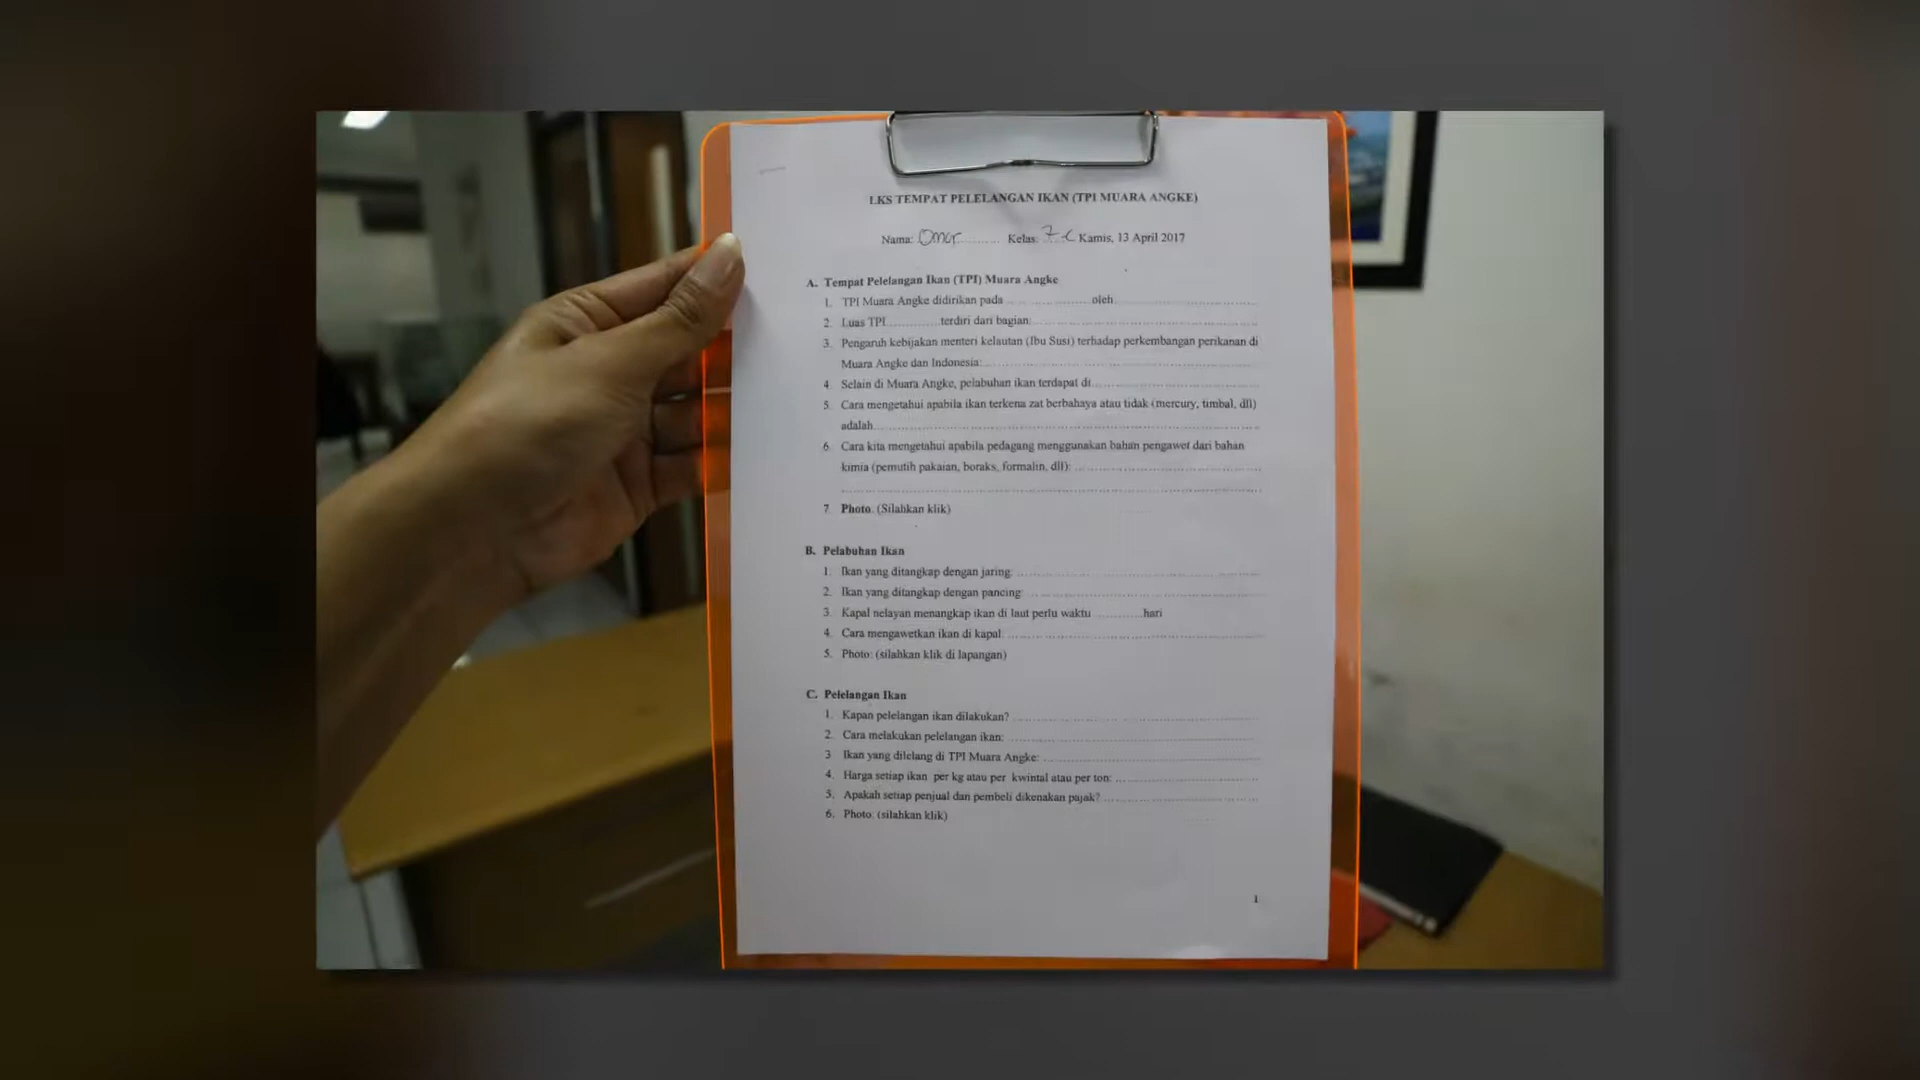 LKS TEMPAT PELELANGAN IKAN (TPI MUARA ANGKE)
Nama: Omar............ Kelas: 7-C Kamis, 13 April 2017
A. Tempat Pelelangan Ikan (TPI) Muara Angke
1. TPI Muara Angke didirikan pada ........................ oleh ........................................
2. Luas TPI ............... terdiri dari bagian: ................................................................
3. Pengaruh kebijakan menteri kelautan (Ibu Susi) terhadap perkembangan perikanan di
Muara Angke dan Indonesia: ................................................................
4. Selain di Muara Angke, pelabuhan ikan terdapat di ................................................
5. Cara mengetahui apabila ikan terkena zat berbahaya atau tidak (mercury, timbal, dll)
adalah ................................................................................................
6. Cara kita mengetahui apabila pedagang menggunakan bahan pengawet dari bahan
kimia (pemutih pakaian, boraks, formalin, dll): ................................................
................................................................................................
7. Photo. (Silahkan klik)
B. Pelabuhan Ikan
1. Ikan yang ditangkap dengan jaring: ................................................................
2. Ikan yang ditangkap dengan pancing: ................................................................
3. Kapal nelayan menangkap ikan di laut perlu waktu ............... hari
4. Cara mengawetkan ikan di kapal: ................................................................
5. Photo: (silahkan klik di lapangan)
C. Pelelangan Ikan
1. Kapan pelelangan ikan dilakukan? ................................................................
2. Cara melakukan pelelangan ikan: ................................................................
3 Ikan yang dilelang di TPI Muara Angke: ........................................................
4. Harga setiap ikan per kg atau per kwintal atau per ton: ........................................
5. Apakah setiap penjual dan pembeli dikenakan pajak? ........................................
6. Photo: (silahkan klik)
1